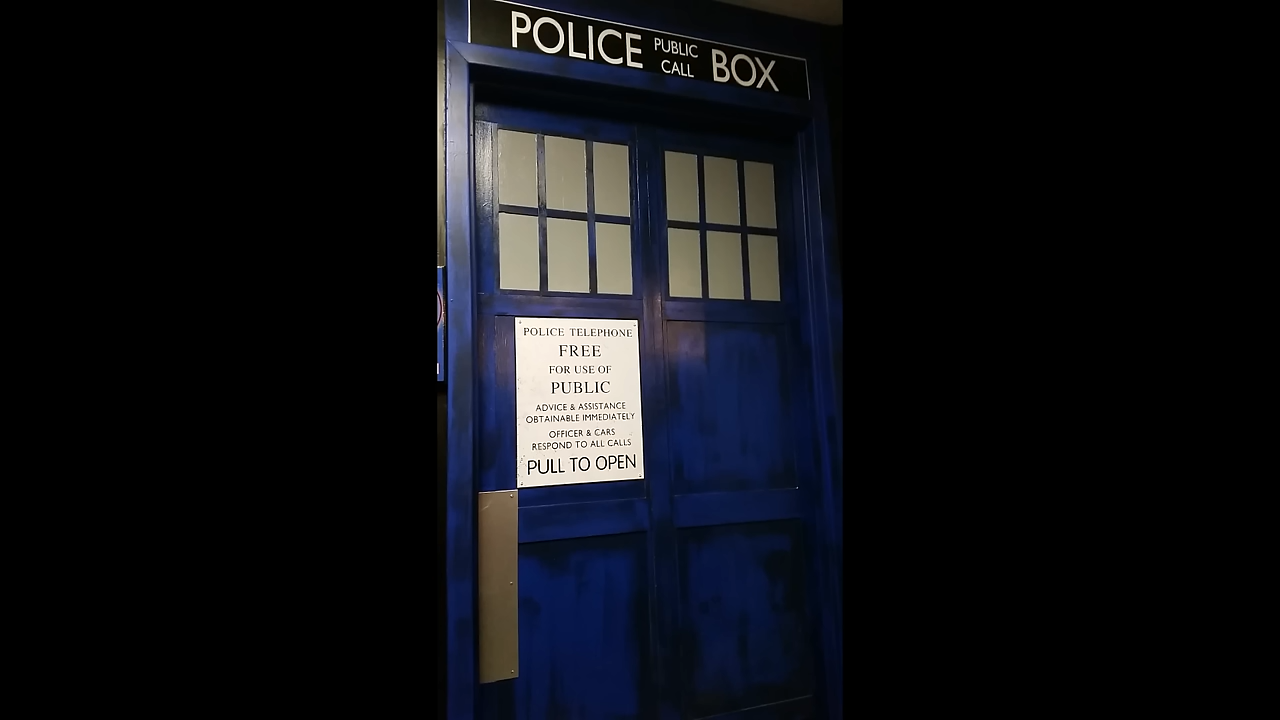 POLICE PUBLIC CALL BOX
POLICE TELEPHONE
FREE
FOR USE OF
PUBLIC
ADVICE & ASSISTANCE
OBTAINABLE IMMEDIATELY
OFFICER & CARS
RESPOND TO ALL CALLS
PULL TO OPEN